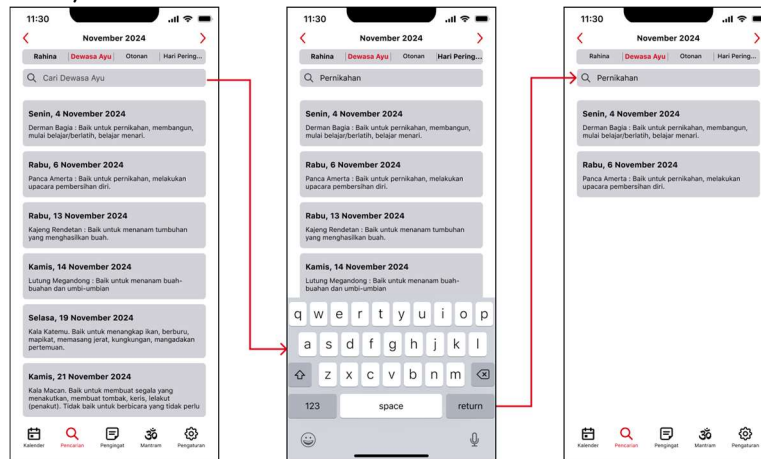 11:30
November 2024
Rahina
Dewasa Ayu
Otonan
Hari Pering...
Cari Dewasa Ayu
Senin, 4 November 2024
Derman Bagia : Baik untuk pernikahan, membangun,
mulai belajar/berlatih, belajar menari.
Rabu, 6 November 2024
Panca Amerta : Baik untuk pernikahan, melakukan
upacara pembersihan diri.
Rabu, 13 November 2024
Kajeng Rendetan : Baik untuk menanam tumbuhan
yang menghasilkan buah.
Kamis, 14 November 2024
Lutung Megandong : Baik untuk menanam buah-
buahan dan umbi-umbian
Selasa, 19 November 2024
Kala Katemu. Baik untuk menangkap ikan, berburu,
mapikat, memasang jerat, kungkungan, mangadakan
pertemuan.
Kamis, 21 November 2024
Kala Macan. Baik untuk membuat segala yang
menakutkan, membuat tombak, keris, lelakut
(penakut). Tidak baik untuk berbicara yang tidak perlu
Kalender
Pencarian
Pengingat
Mantram
Pengaturan
11:30
November 2024
Rahina
Dewasa Ayu
Otonan
Hari Pering...
Pernikahan
Senin, 4 November 2024
Derman Bagia : Baik untuk pernikahan, membangun,
mulai belajar/berlatih, belajar menari.
Rabu, 6 November 2024
Panca Amerta : Baik untuk pernikahan, melakukan
upacara pembersihan diri.
Rabu, 13 November 2024
Kajeng Rendetan : Baik untuk menanam tumbuhan
yang menghasilkan buah.
Kamis, 14 November 2024
Lutung Megandong : Baik untuk menanam buah-
buahan dan umbi-umbian
q w e r t y u i o p
a s d f g h j k l
z x c v b n m
123 space return
11:30
November 2024
Rahina
Dewasa Ayu
Otonan
Hari Pering...
Pernikahan
Senin, 4 November 2024
Derman Bagia : Baik untuk pernikahan, membangun,
mulai belajar/berlatih, belajar menari.
Rabu, 6 November 2024
Panca Amerta : Baik untuk pernikahan, melakukan
upacara pembersihan diri.
Kalender
Pencarian
Pengingat
Mantram
Pengaturan